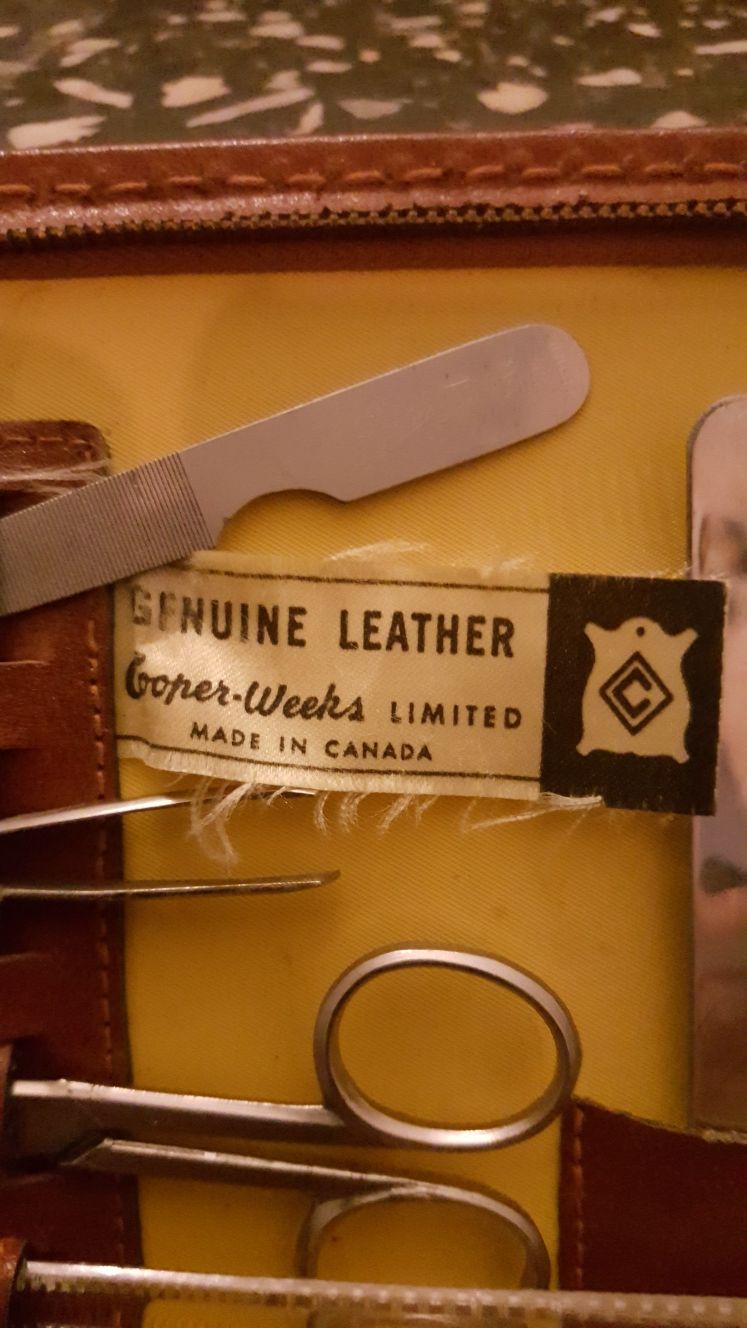 GENUINE LEATHER
Cooper-Weeks LIMITED
MADE IN CANADA
C